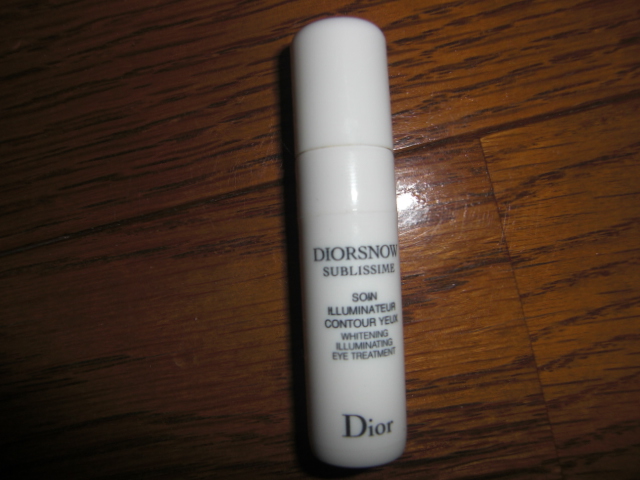 DIORSNOW
SUBLISSIME
SOIN
ILLUMINATEUR
CONTOUR YEUX
WHITENING
ILLUMINATING
EYE TREATMENT
Dior